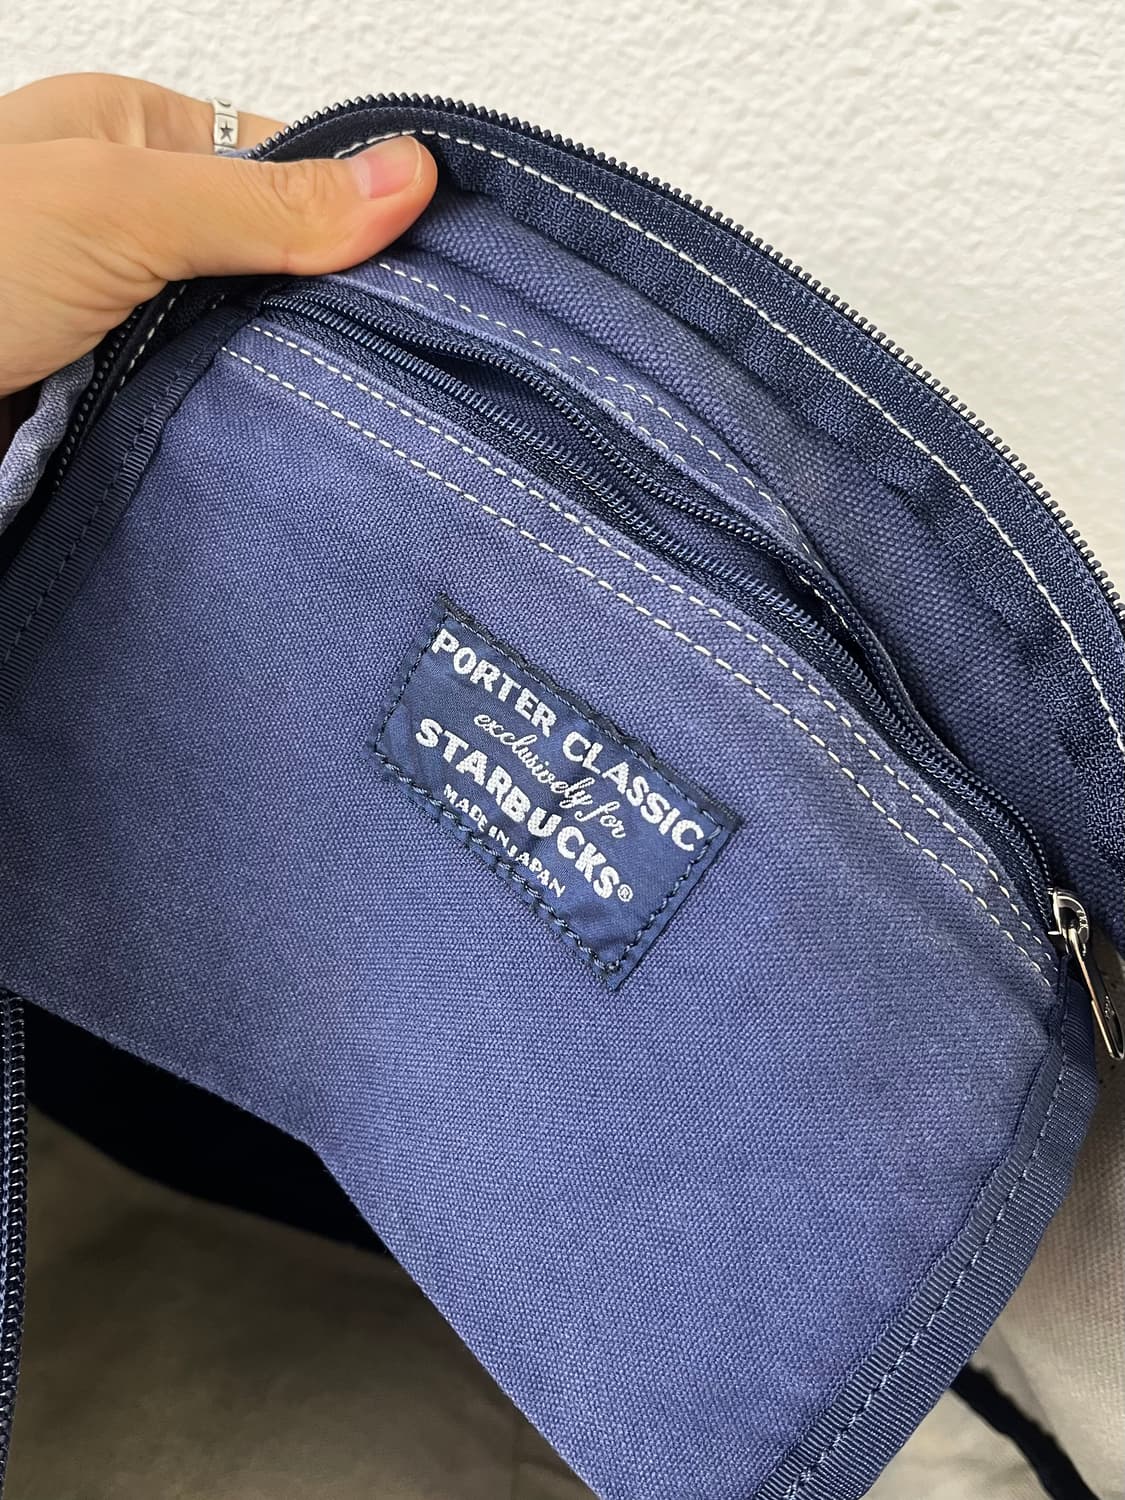 PORTER CLASSIC
exclusively for
STARBUCKS®
MADE IN JAPAN